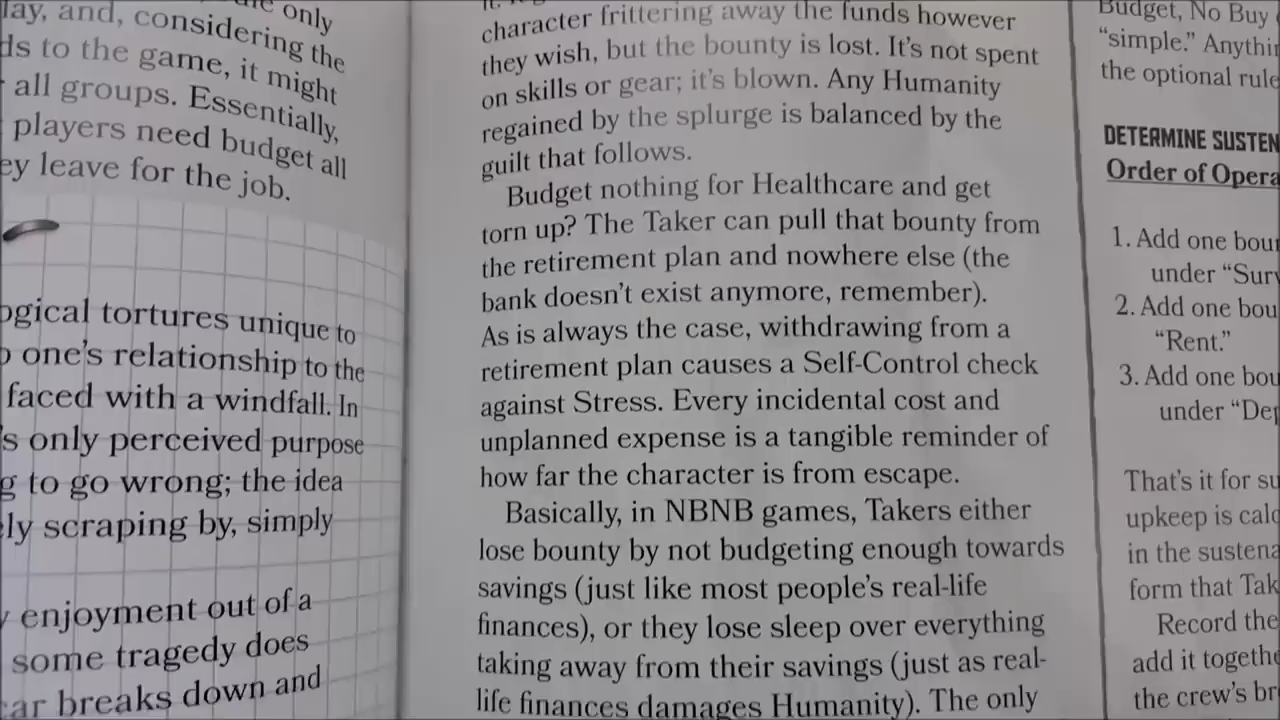 only
lay, and, considering the
ds to the game, it might
all groups. Essentially,
players need budget all
ey leave for the job.
ogical tortures unique to
o one's relationship to the
faced with a windfall. In
s only perceived purpose
g to go wrong; the idea
ly scraping by, simply
enjoyment out of a
some tragedy does
ar breaks down and
character frittering away the funds however
they wish, but the bounty is lost. It's not spent
on skills or gear; it's blown. Any Humanity
regained by the splurge is balanced by the
guilt that follows.
Budget nothing for Healthcare and get
torn up? The Taker can pull that bounty from
the retirement plan and nowhere else (the
bank doesn't exist anymore, remember).
As is always the case, withdrawing from a
retirement plan causes a Self-Control check
against Stress. Every incidental cost and
unplanned expense is a tangible reminder of
how far the character is from escape.
Basically, in NBNB games, Takers either
lose bounty by not budgeting enough towards
savings (just like most people's real-life
finances), or they lose sleep over everything
taking away from their savings (just as real-
life finances damages Humanity). The only
Budget, No Buy
"simple." Anythi
the optional rule
DETERMINE SUSTEN
Order of Opera
1. Add one bou
under "Sur
2. Add one bou
"Rent."
3. Add one bou
under "Dep
That's it for su
upkeep is calc
in the sustena
form that Tak
Record the
add it togethe
the crew's br